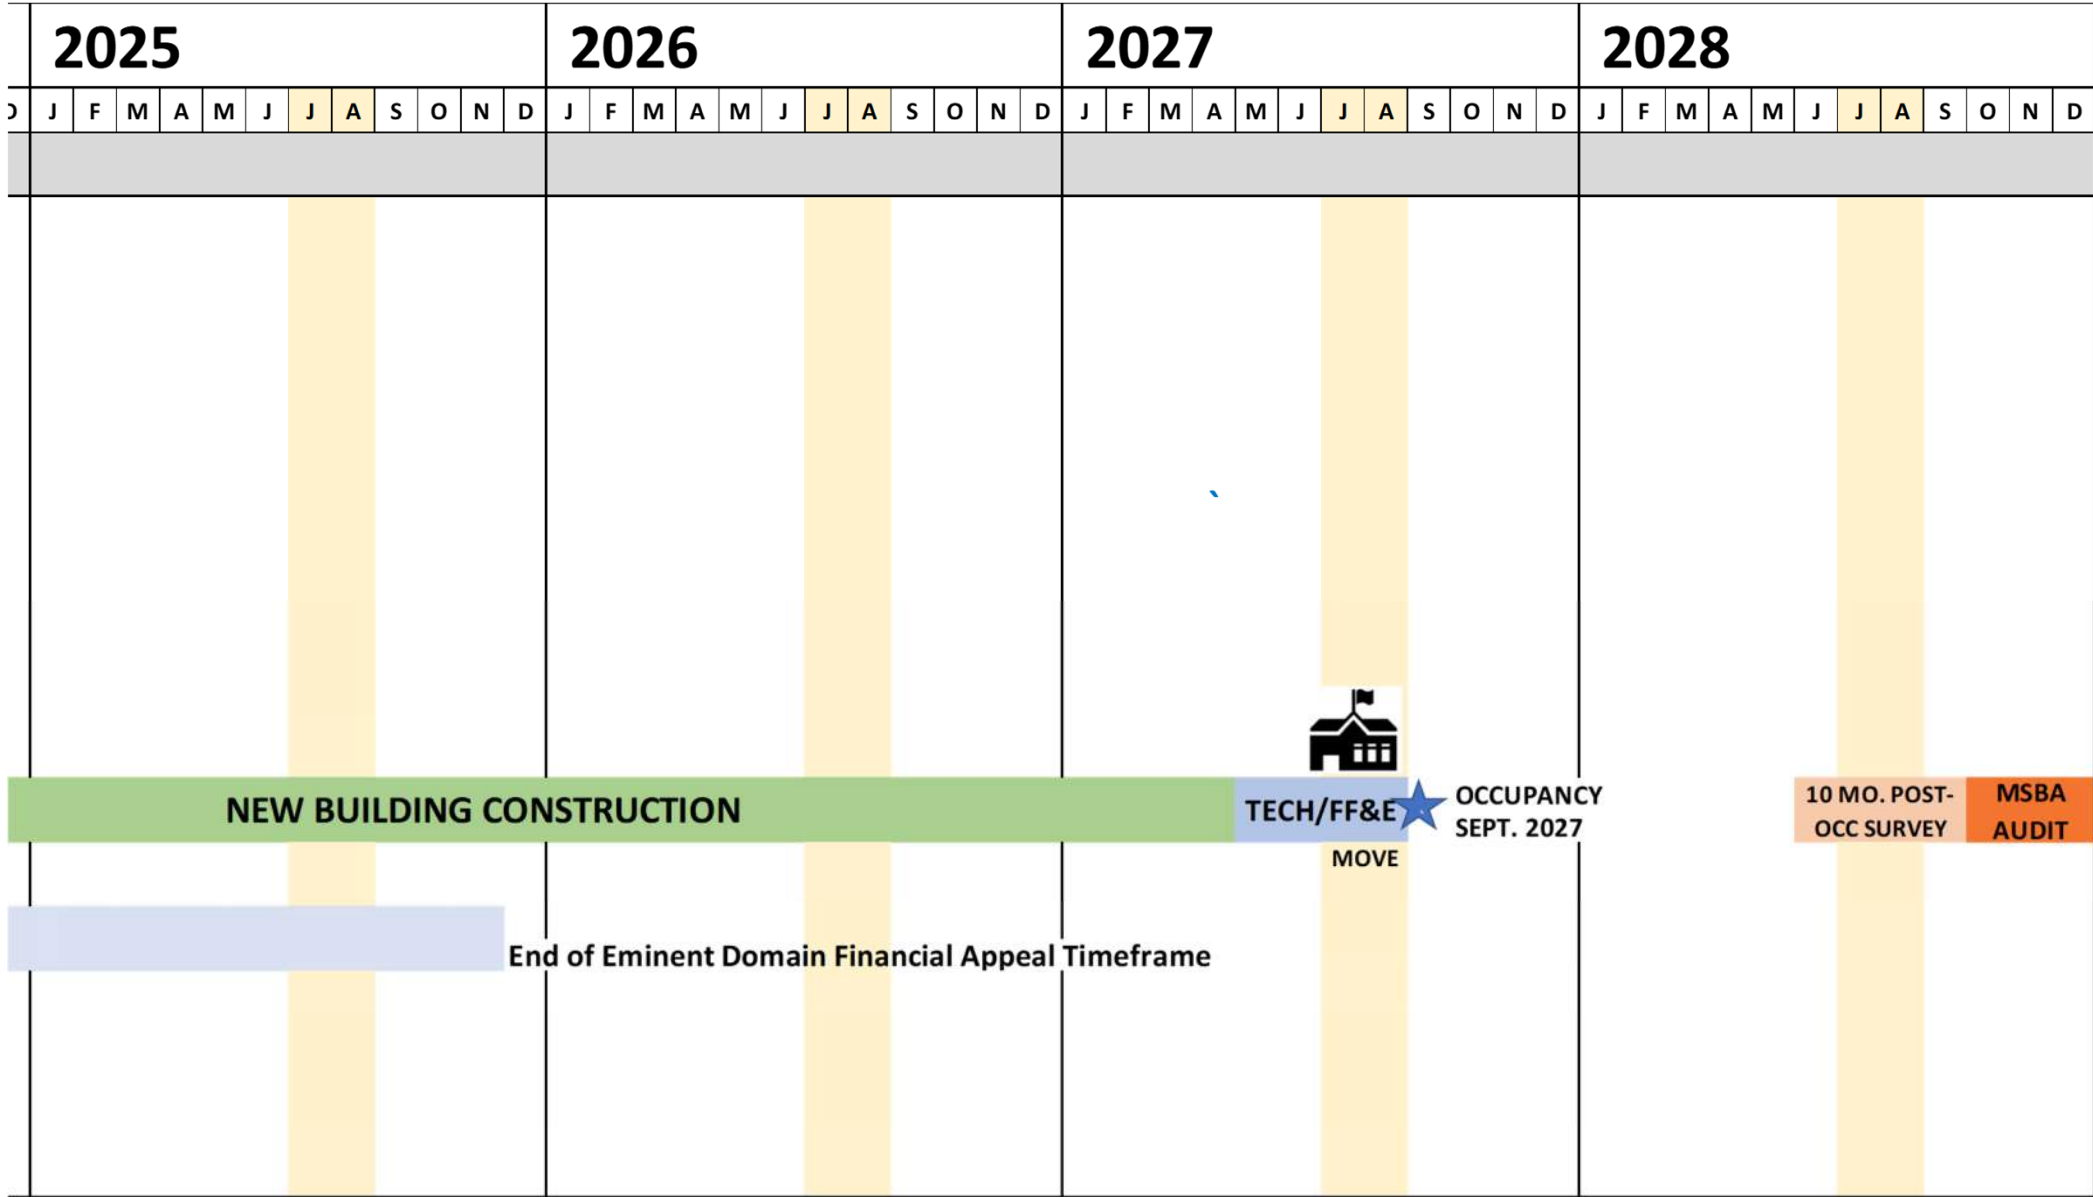 2025 2026 2027 2028
J F M A M J J A S O N D J F M A M J J A S O N D J F M A M J J A S O N D J F M A M J J A S O N D
`
NEW BUILDING CONSTRUCTION
TECH/FF&E
OCCUPANCY
SEPT. 2027
MOVE
10 MO. POST-
OCC SURVEY
MSBA
AUDIT
End of Eminent Domain Financial Appeal Timeframe